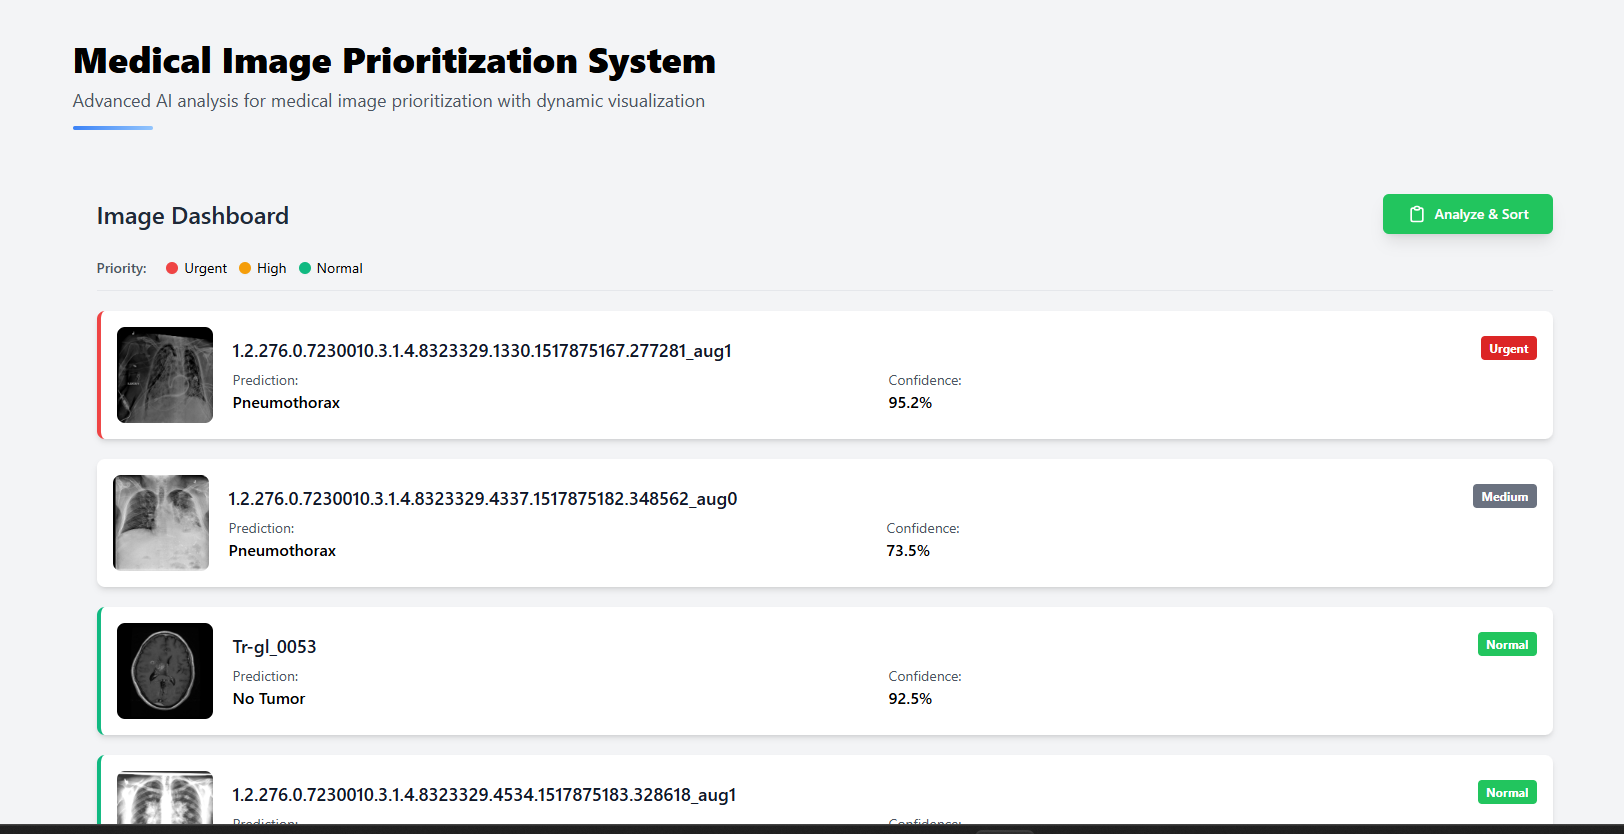 Medical Image Prioritization System
Advanced AI analysis for medical image prioritization with dynamic visualization
Image Dashboard
Analyze & Sort
Priority: Urgent High Normal
1.2.276.0.7230010.3.1.4.8323329.1330.1517875167.277281_aug1
Urgent
Prediction: Confidence:
Pneumothorax 95.2%
1.2.276.0.7230010.3.1.4.8323329.4337.1517875182.348562_aug0
Medium
Prediction: Confidence:
Pneumothorax 73.5%
Tr-gl_0053
Normal
Prediction: Confidence:
No Tumor 92.5%
1.2.276.0.7230010.3.1.4.8323329.4534.1517875183.328618_aug1
Normal
Prediction: Confidence: